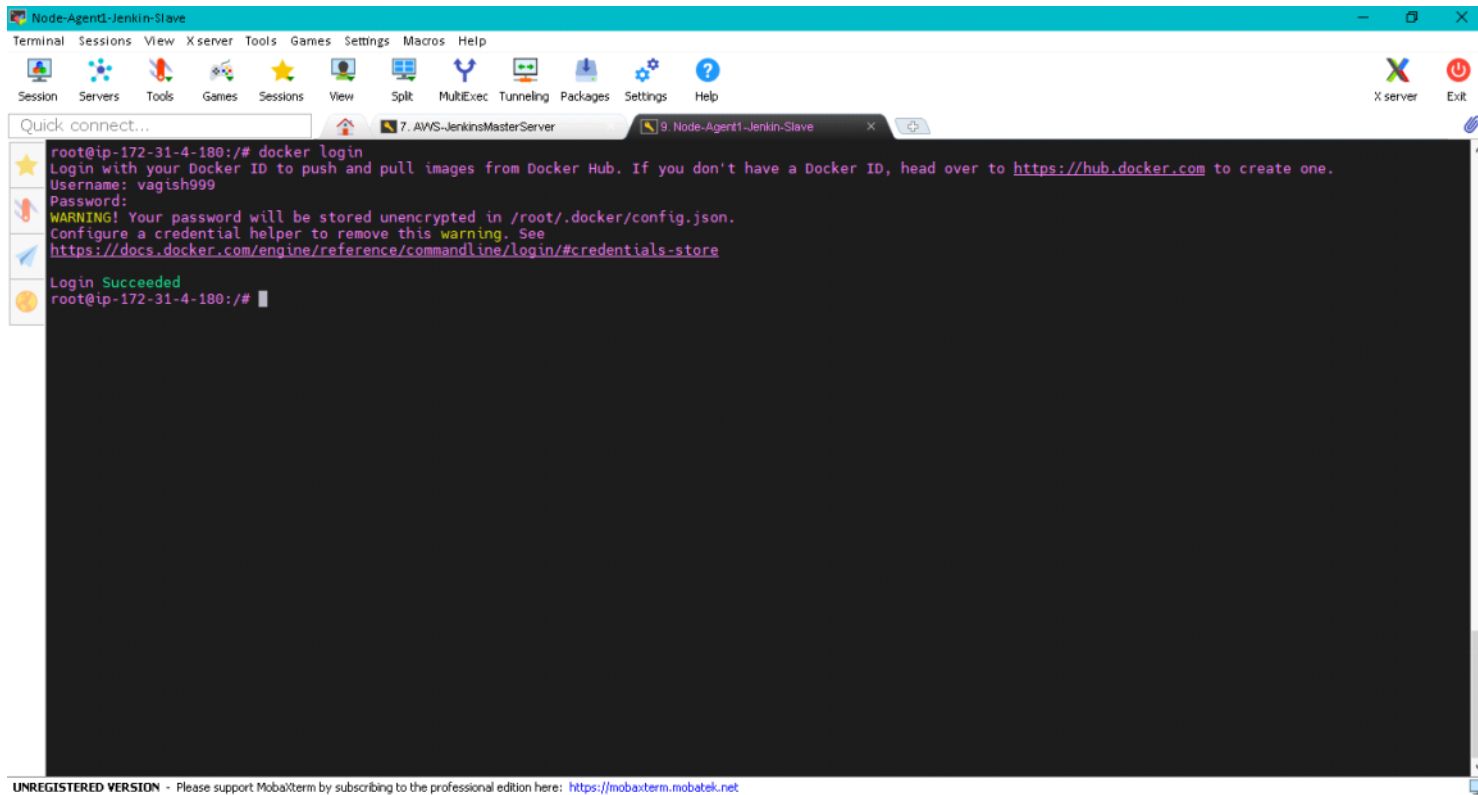 Node-Agent1-Jenkin-Slave
Terminal Sessions View X server Tools Games Settings Macros Help
Session Servers Tools Games Sessions View Split MultiExec Tunneling Packages Settings Help X server Exit
Quick connect... 7. AWS-JenkinsMasterServer 9. Node-Agent1-Jenkin-Slave
root@ip-172-31-4-180:/# docker login
Login with your Docker ID to push and pull images from Docker Hub. If you don't have a Docker ID, head over to https://hub.docker.com to create one.
Username: vagish999
Password:
WARNING! Your password will be stored unencrypted in /root/.docker/config.json.
Configure a credential helper to remove this warning. See
https://docs.docker.com/engine/reference/commandline/login/#credentials-store
Login Succeeded
root@ip-172-31-4-180:/#
UNREGISTERED VERSION - Please support MobaXterm by subscribing to the professional edition here: https://mobaxterm.mobatek.net